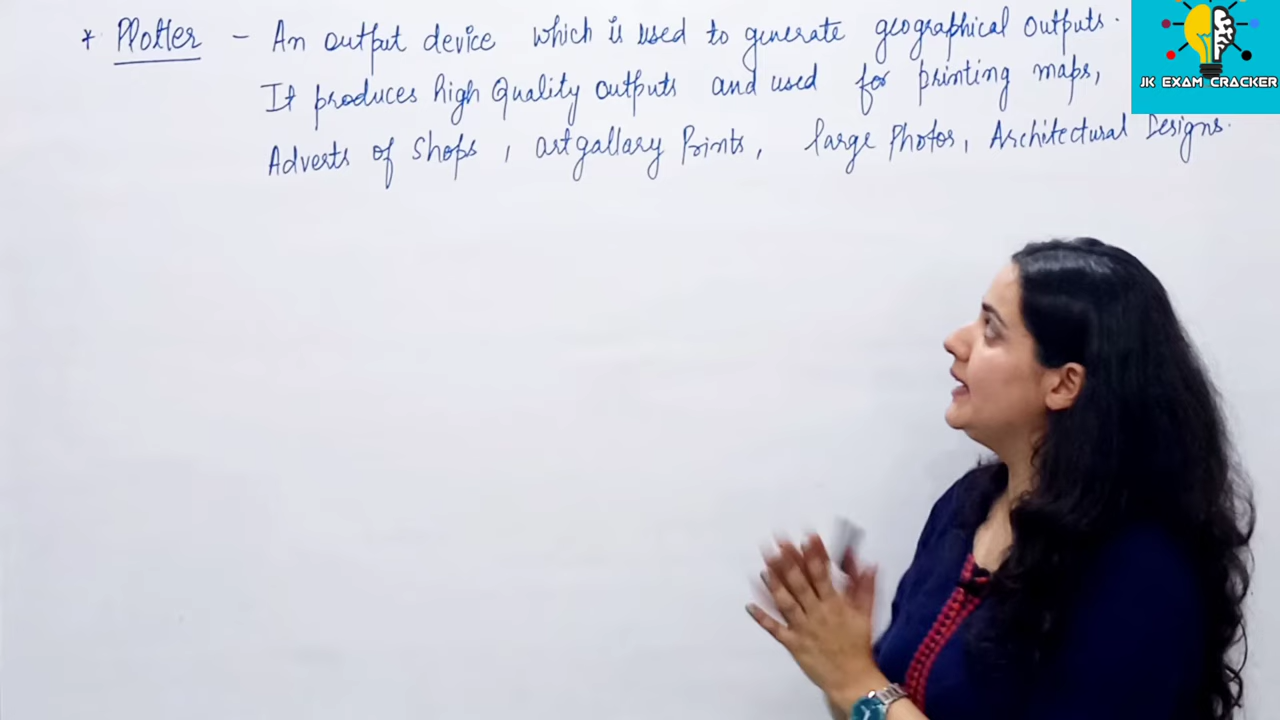 * Plotter - An output device which is used to generate geographical outputs.
It produces high Quality outputs and used for printing maps,
Adverts of Shops, artgallary Prints, large Photos, Architectural Designs.
JK EXAM CRACKER